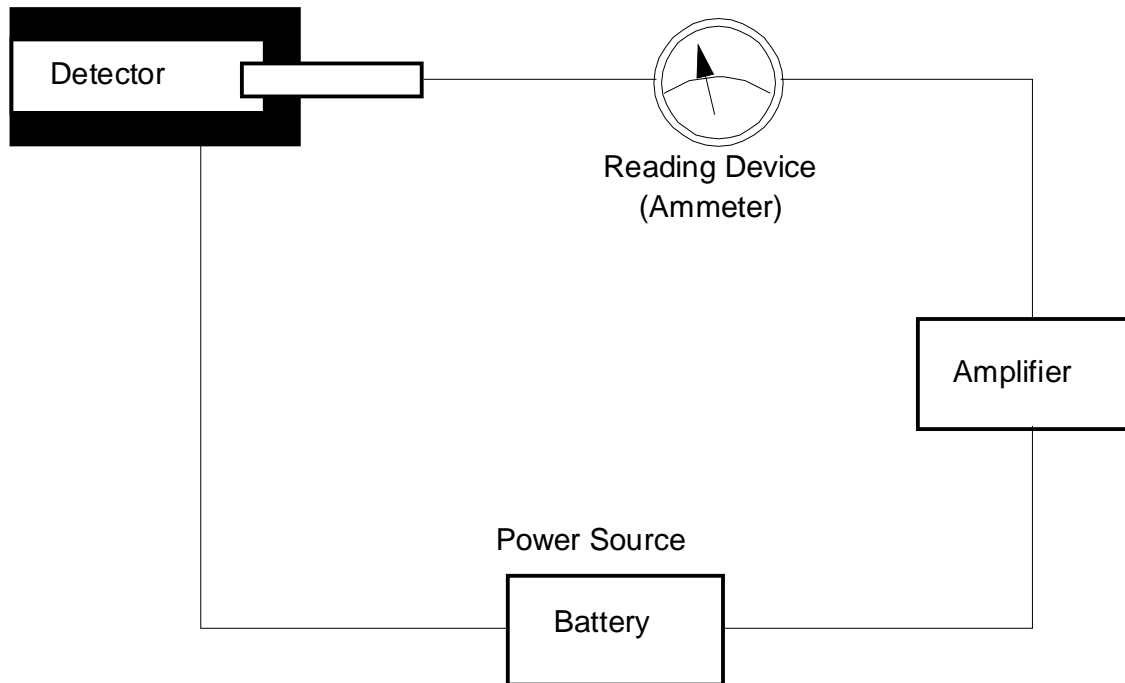 Detector
Reading Device
(Ammeter)
Amplifier
Power Source
Battery